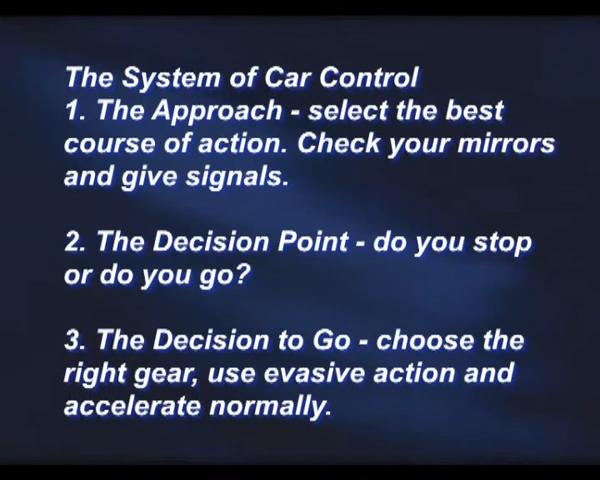 The System of Car Control
1. The Approach - select the best
course of action. Check your mirrors
and give signals.
2. The Decision Point - do you stop
or do you go?
3. The Decision to Go - choose the
right gear, use evasive action and
accelerate normally.